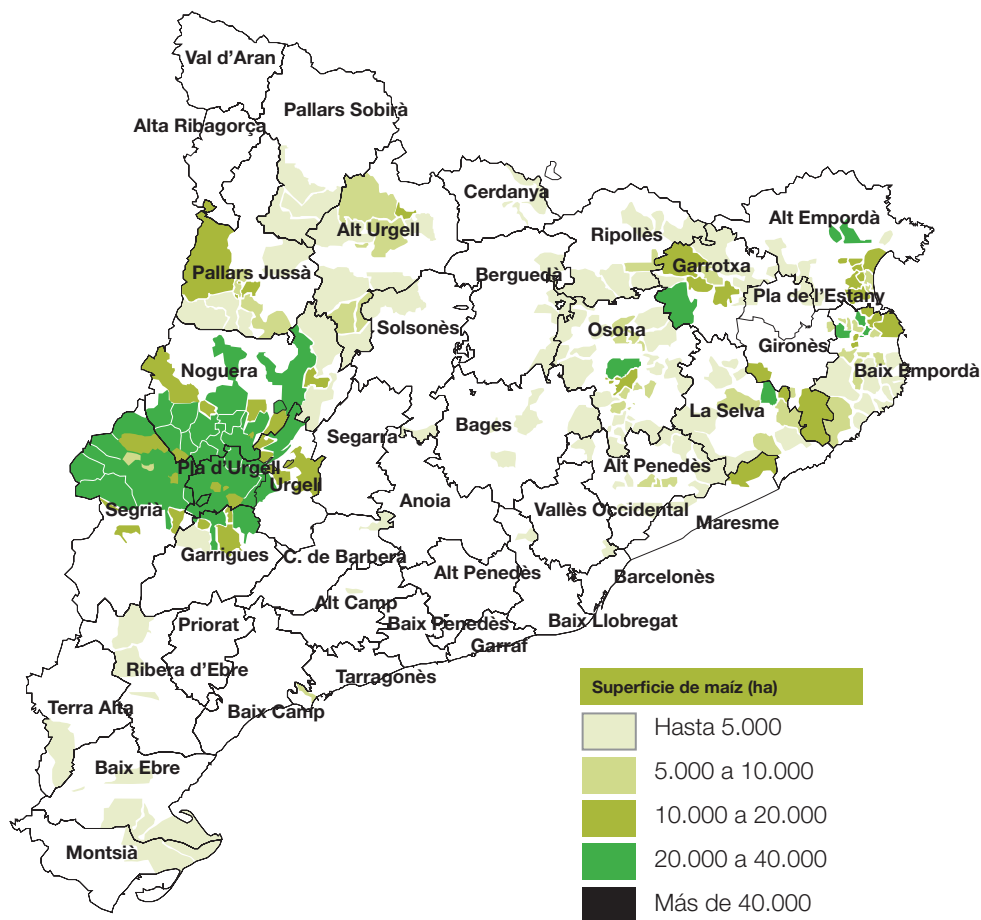 Val d'Aran
Pallars Sobirà
Alta Ribagorça
Cerdanya
Alt Urgell
Ripollès
Alt Empordà
Garrotxa
Pallars Jussà
Berguedà
Pla de l'Estany
Solsonès
Osona
Gironès
Noguera
Baix Empordà
La Selva
Segarra
Bages
Pla d'Urgell
Alt Penedès
Urgell
Anoia
Segrià
Vallès Occidental
Maresme
Garrigues
C. de Barberà
Alt Penedès
Barcelonès
Alt Camp
Priorat
Baix Penedès
Baix Llobregat
Garraf
Ribera d'Ebre
Tarragonès
Terra Alta
Baix Camp
Baix Ebre
Montsià
Superficie de maíz (ha)
Hasta 5.000
5.000 a 10.000
10.000 a 20.000
20.000 a 40.000
Más de 40.000